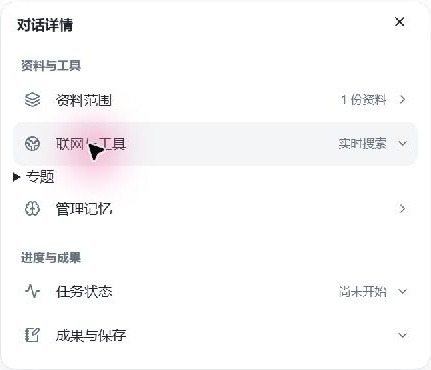 对话详情
资料与工具
资料范围 1 份资料
联网与工具 实时搜索
专题
管理记忆
进度与成果
任务状态 尚未开始
成果与保存